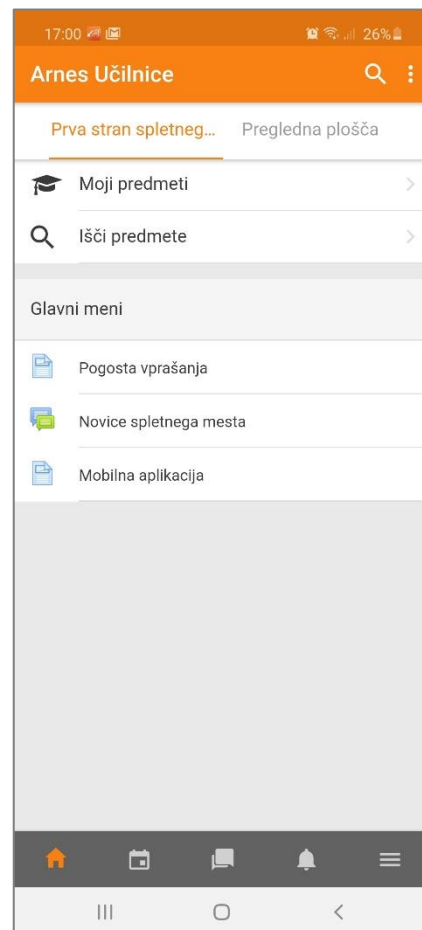 17:00 26%
Arnes Učilnice
Prva stran spletneg... Pregledna plošča
Moji predmeti
Išči predmete
Glavni meni
Pogosta vprašanja
Novice spletnega mesta
Mobilna aplikacija